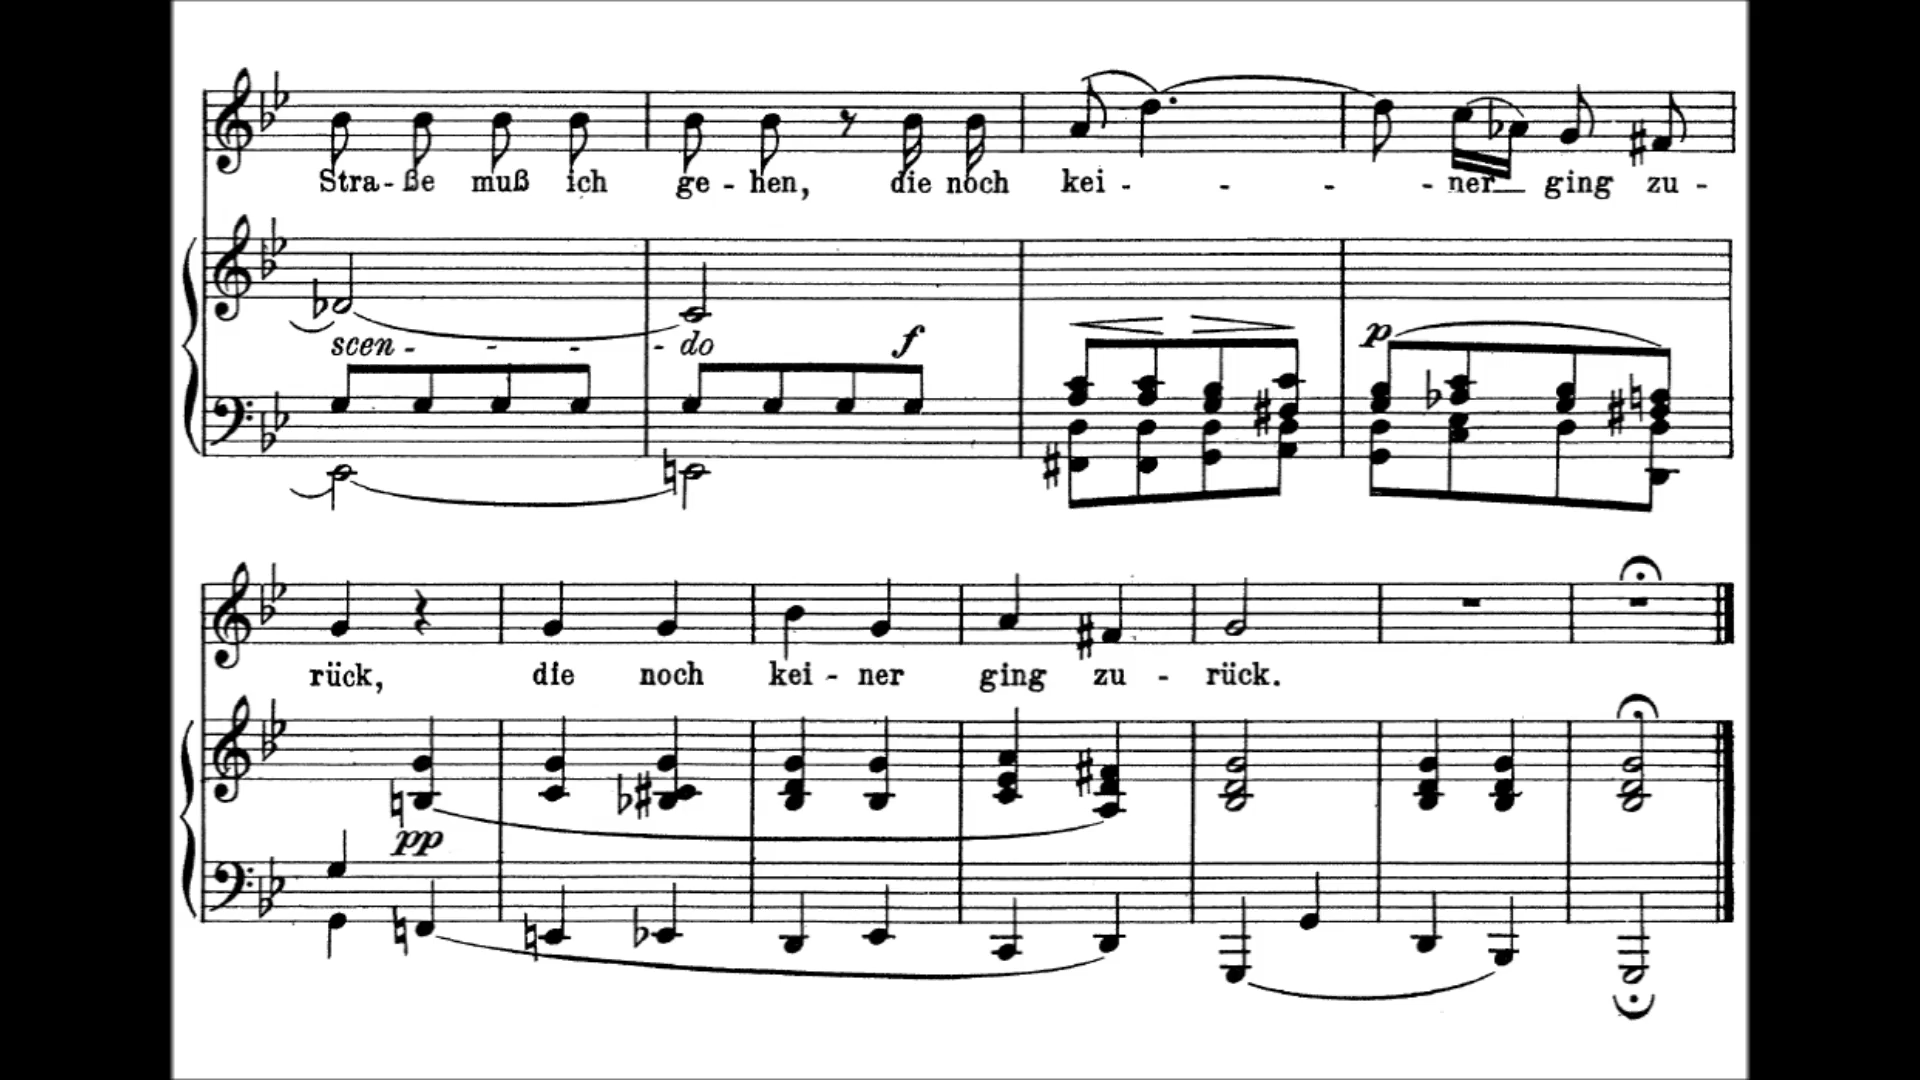 Stra - ße muß ich ge - hen, die noch kei - - - - ner ging zu -
scen - - - - do f
p
rück, die noch kei - ner ging zu - rück.
pp